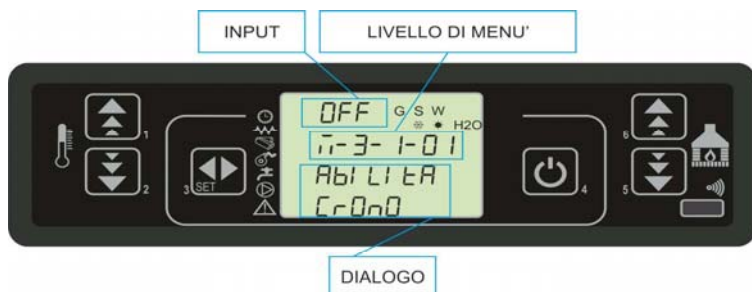 INPUT
LIVELLO DI MENU'
OFF G S W
H2O
n-3-1-01
AbiLitA
CrOnO
1
2
3 SET
4
5
6
DIALOGO